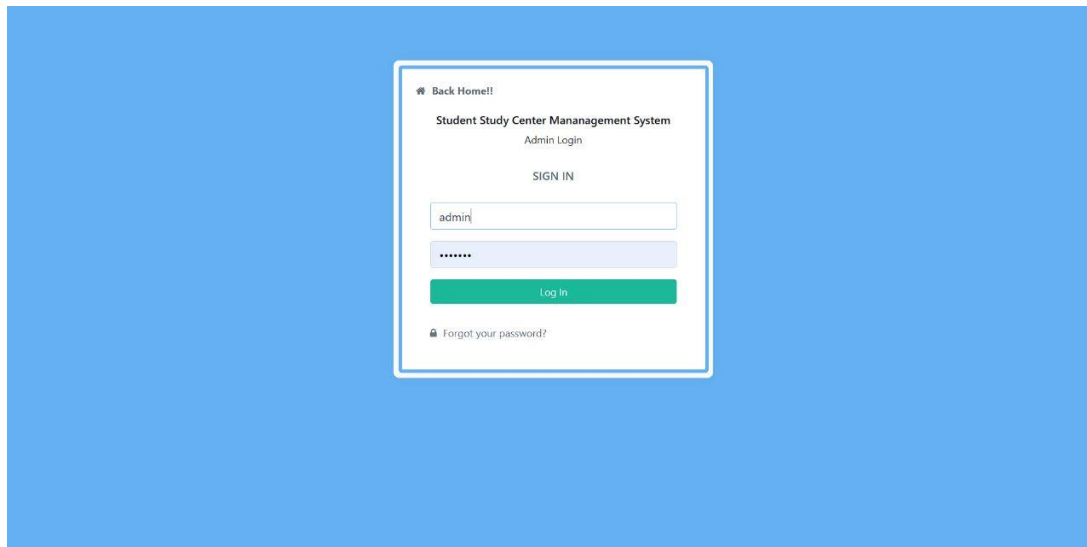 Back Home!!
Student Study Center Mananagement System
Admin Login
SIGN IN
admin
•••••••
Log In
Forgot your password?